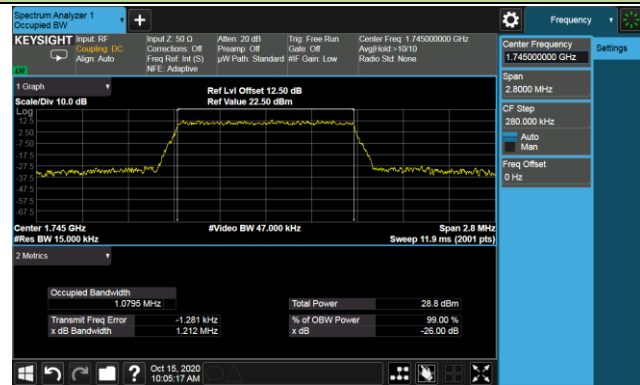 Spectrum Analyzer 1
Occupied BW
Frequency
KEYSIGHT
Input: RF
Coupling: DC
Align: Auto
Input Z: 50 Ω
Corrections: Off
Freq Ref: Int (S)
NFE: Adaptive
Atten: 20 dB
Preamp: Off
µW Path: Standard
Trig: Free Run
Gate: Off
#IF Gain: Low
Center Freq: 1.745000000 GHz
Avg|Hold:>10/10
Radio Std: None
Center Frequency
1.745000000 GHz
Settings
Span
2.8000 MHz
CF Step
280.000 kHz
Auto
Man
Freq Offset
0 Hz
1 Graph
Scale/Div 10.0 dB
Ref Lvl Offset 12.50 dB
Ref Value 22.50 dBm
Log
12.5
2.50
-7.50
-17.5
-27.5
-37.5
-47.5
-57.5
-67.5
Center 1.745 GHz
#Video BW 47.000 kHz
Span 2.8 MHz
#Res BW 15.000 kHz
Sweep 11.9 ms (2001 pts)
2 Metrics
Occupied Bandwidth
1.0795 MHz
Total Power
28.8 dBm
Transmit Freq Error
-1.281 kHz
% of OBW Power
99.00 %
x dB Bandwidth
1.212 MHz
x dB
-26.00 dB
?
Oct 15, 2020
10:05:17 AM